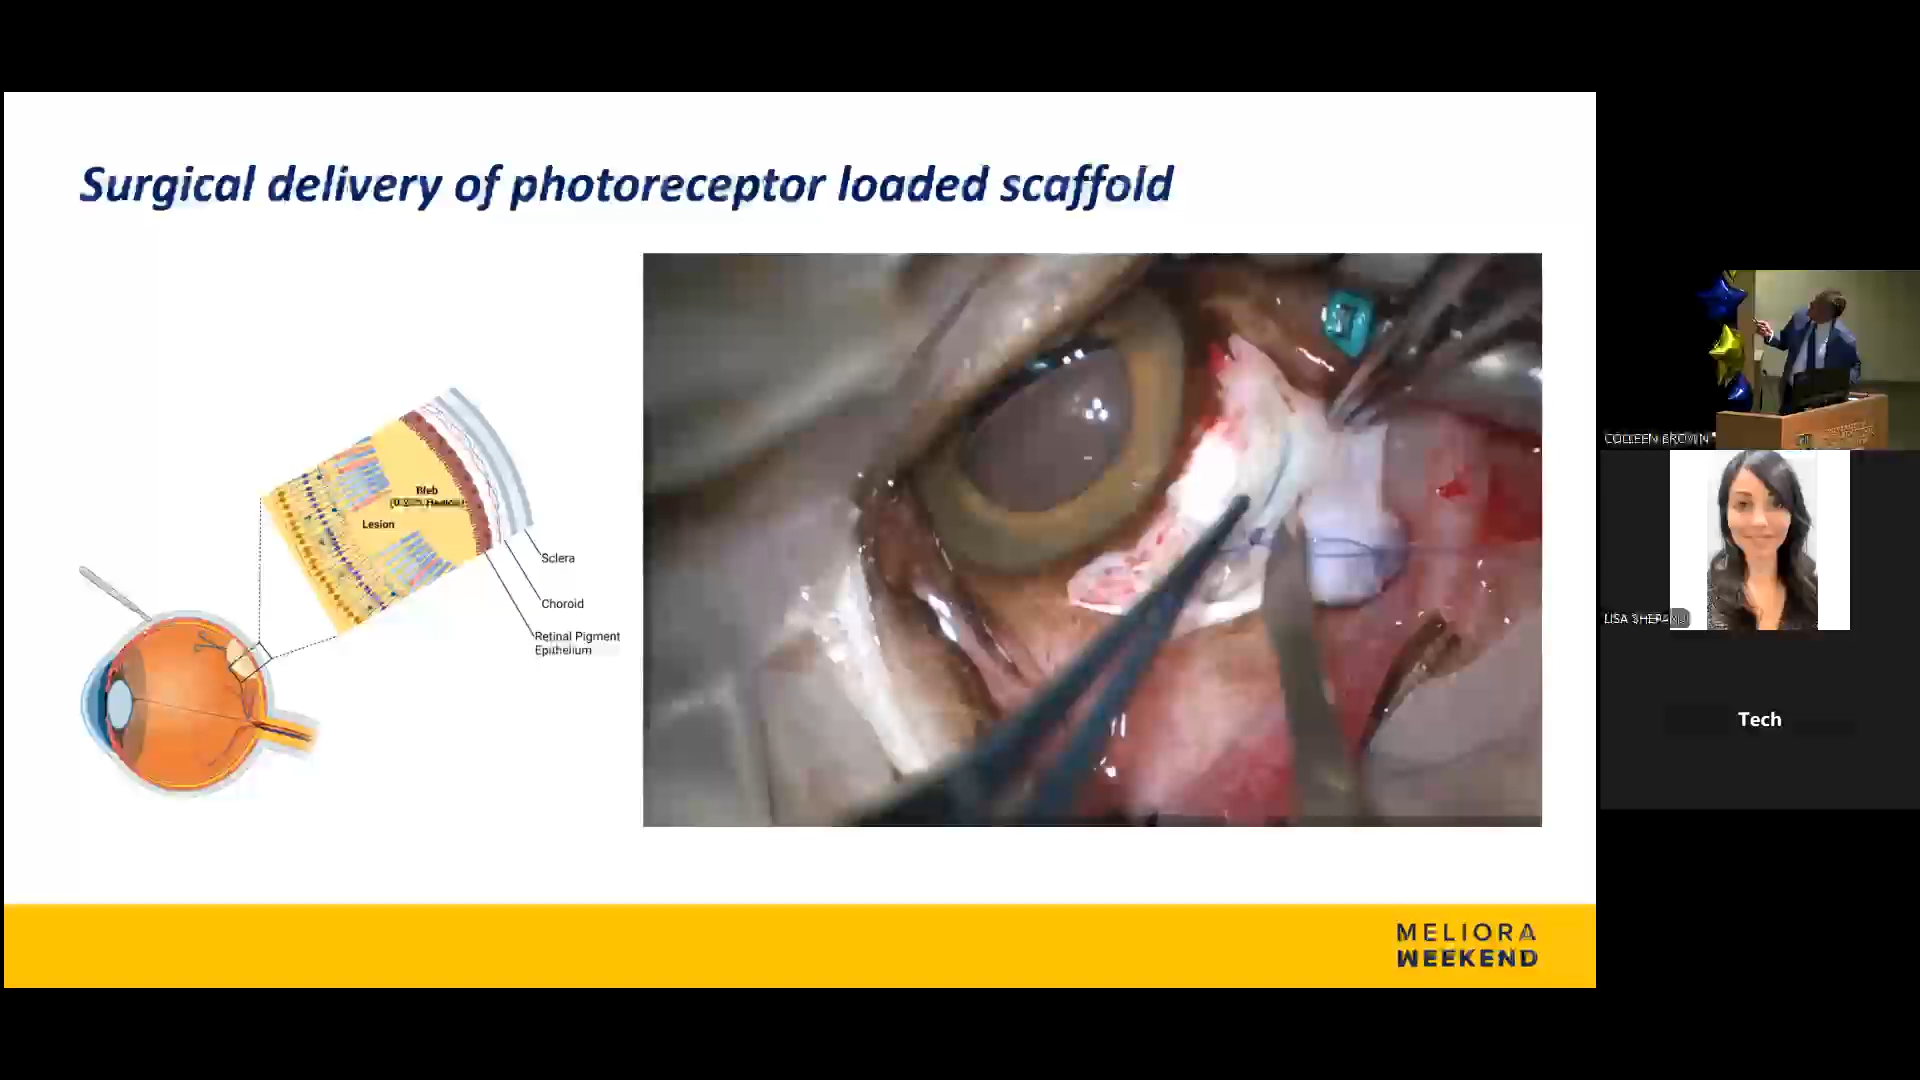 Surgical delivery of photoreceptor loaded scaffold
Bleb
Lesion
Sclera
Choroid
Retinal Pigment
Epithelium
MELIORA
WEEKEND
COLLEEN BROWN
LISA
Tech